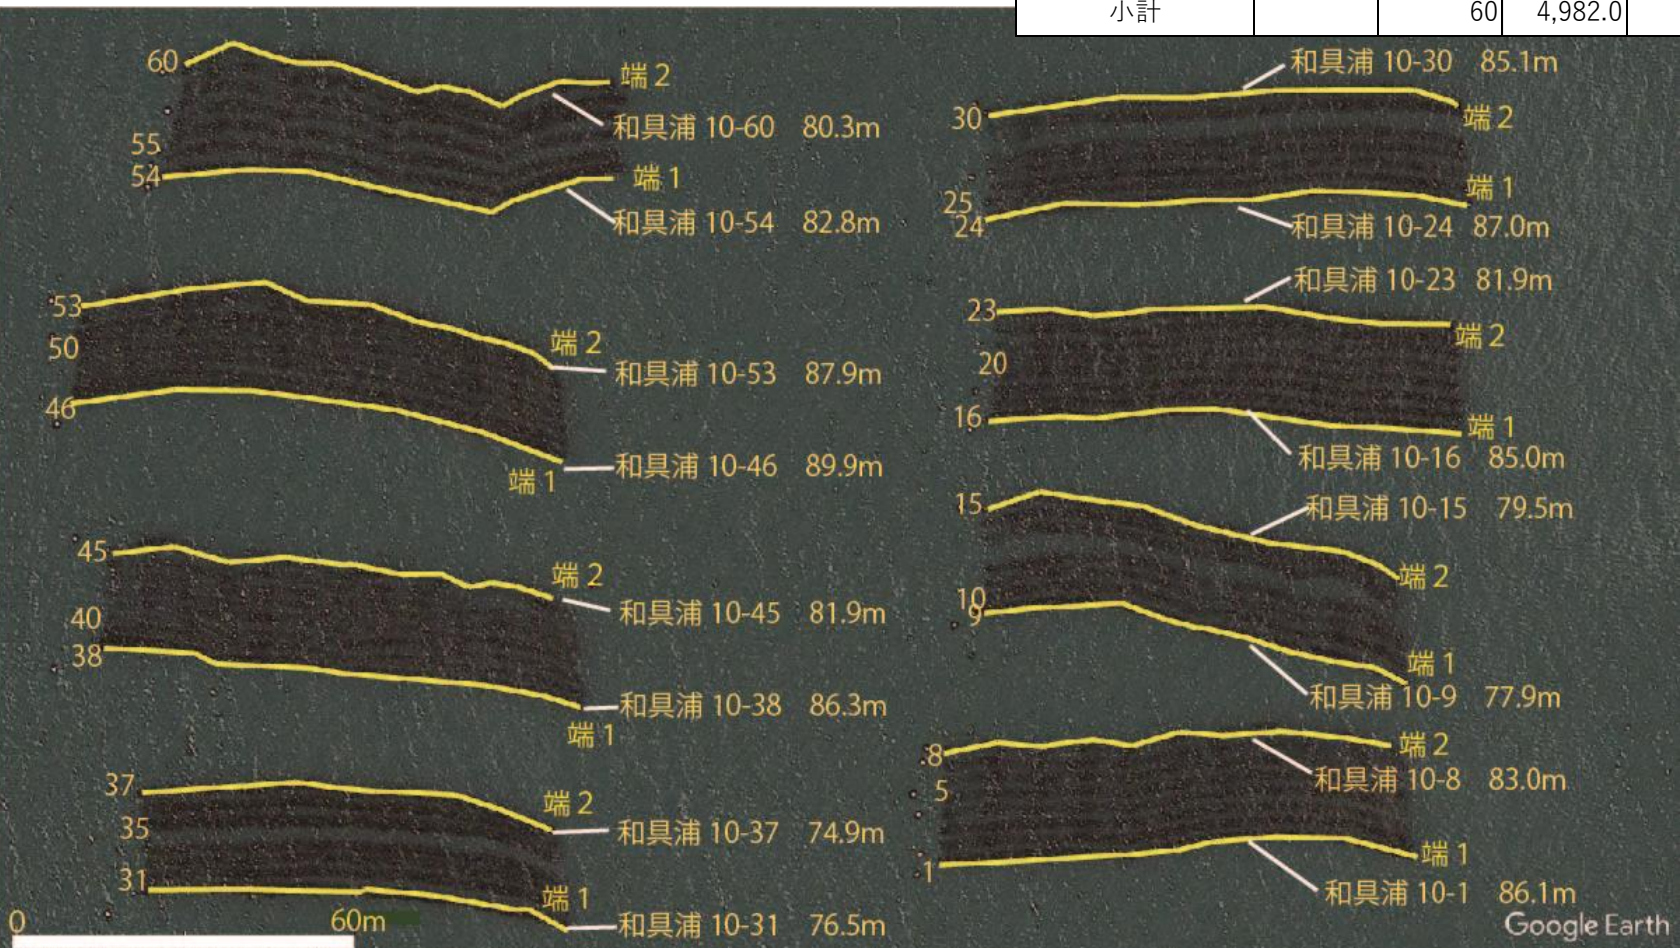 小計 60 4,982.0
60
端 2
和具浦 10-60 80.3m
55
54
端 1
和具浦 10-54 82.8m
53
50
端 2
和具浦 10-53 87.9m
46
端 1
和具浦 10-46 89.9m
45
端 2
40
和具浦 10-45 81.9m
38
和具浦 10-38 86.3m
端 1
37
端 2
35
和具浦 10-37 74.9m
31
端 1
和具浦 10-31 76.5m
0 60m
和具浦 10-30 85.1m
30
端 2
端 1
25
24
和具浦 10-24 87.0m
和具浦 10-23 81.9m
23
端 2
20
16
端 1
和具浦 10-16 85.0m
15
和具浦 10-15 79.5m
端 2
10
9
端 1
和具浦 10-9 77.9m
8
端 2
和具浦 10-8 83.0m
5
端 1
1
和具浦 10-1 86.1m
Google Earth